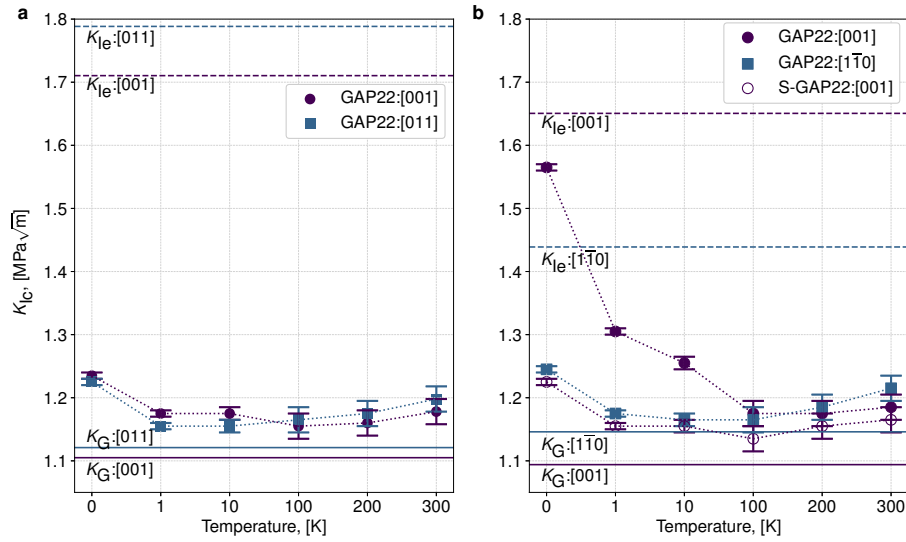 a
b
K_Ic, [MPa√m]
1.8
1.7
1.6
1.5
1.4
1.3
1.2
1.1
K_Ie:[011]
K_Ie:[001]
GAP22:[001]
GAP22:[011]
K_G:[011]
K_G:[001]
0
1
10
100
200
300
Temperature, [K]
1.8
1.7
1.6
1.5
1.4
1.3
1.2
1.1
GAP22:[001]
GAP22:[11̅0]
S-GAP22:[001]
K_Ie:[001]
K_Ie:[11̅0]
K_G:[11̅0]
K_G:[001]
0
1
10
100
200
300
Temperature, [K]